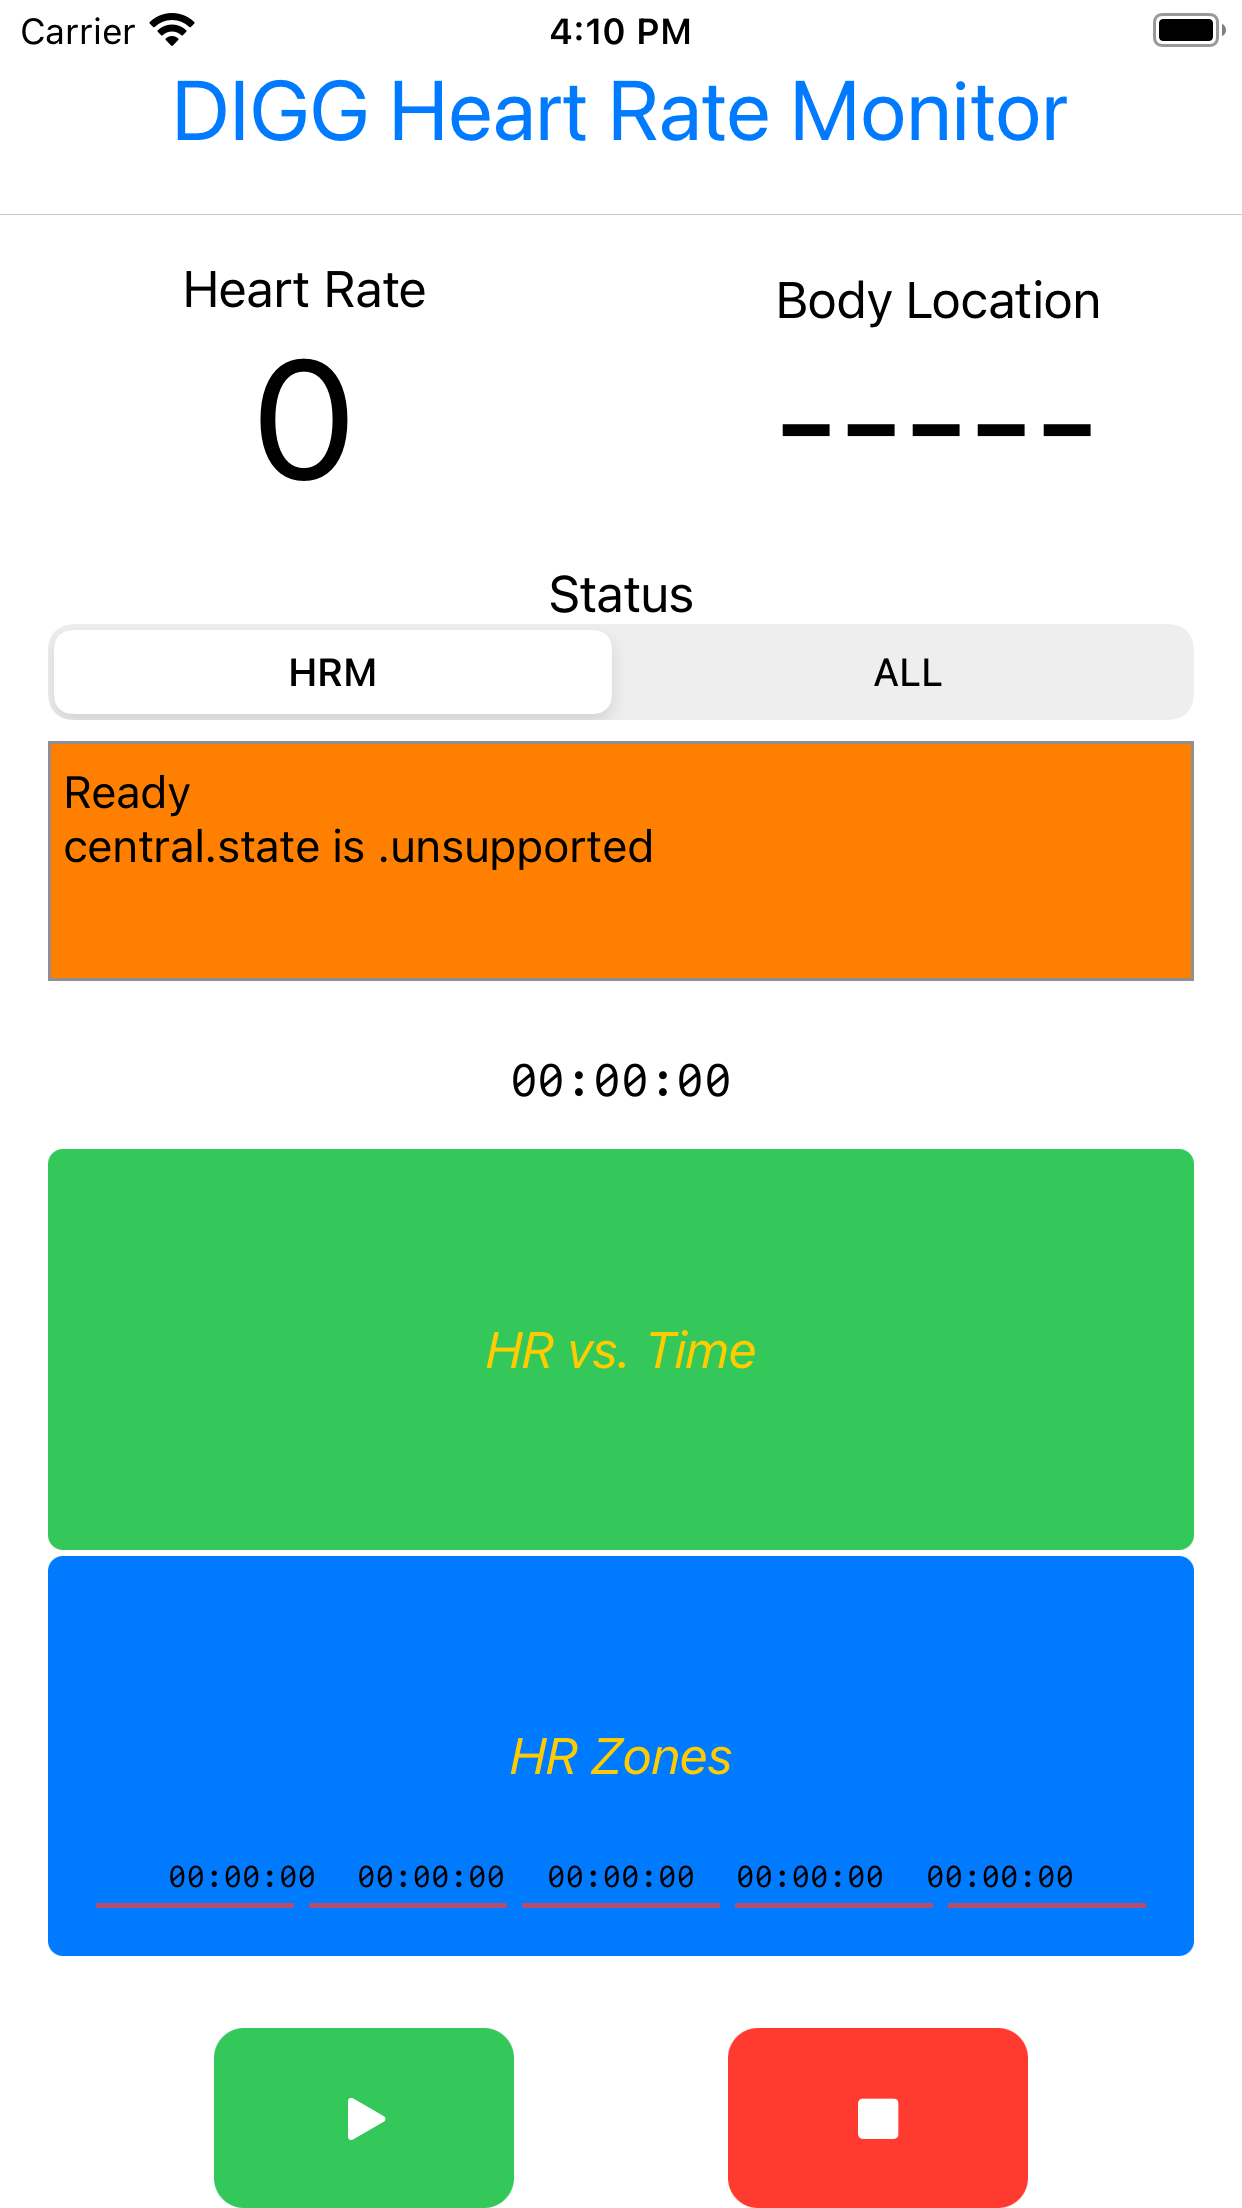 Carrier 4:10 PM
DIGG Heart Rate Monitor
Heart Rate
Body Location
0
-----
Status
HRM ALL
Ready
central.state is .unsupported
00:00:00
HR vs. Time
HR Zones
00:00:00 00:00:00 00:00:00 00:00:00 00:00:00